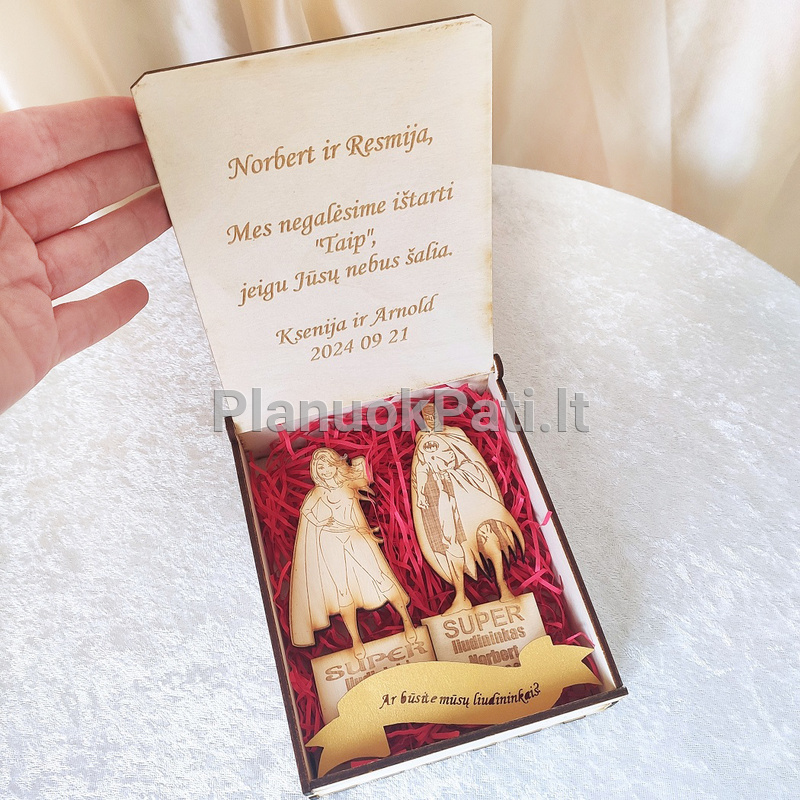 Norbert ir Resmija,
Mes negalėsime ištarti
"Taip",
jeigu Jūsų nebus šalia.
Ksenija ir Arnold
2024 09 21
PlanuokPati.lt
SUPER
SUPER
liudininkas
Norbert
Ar būsite mūsų liudininkais?